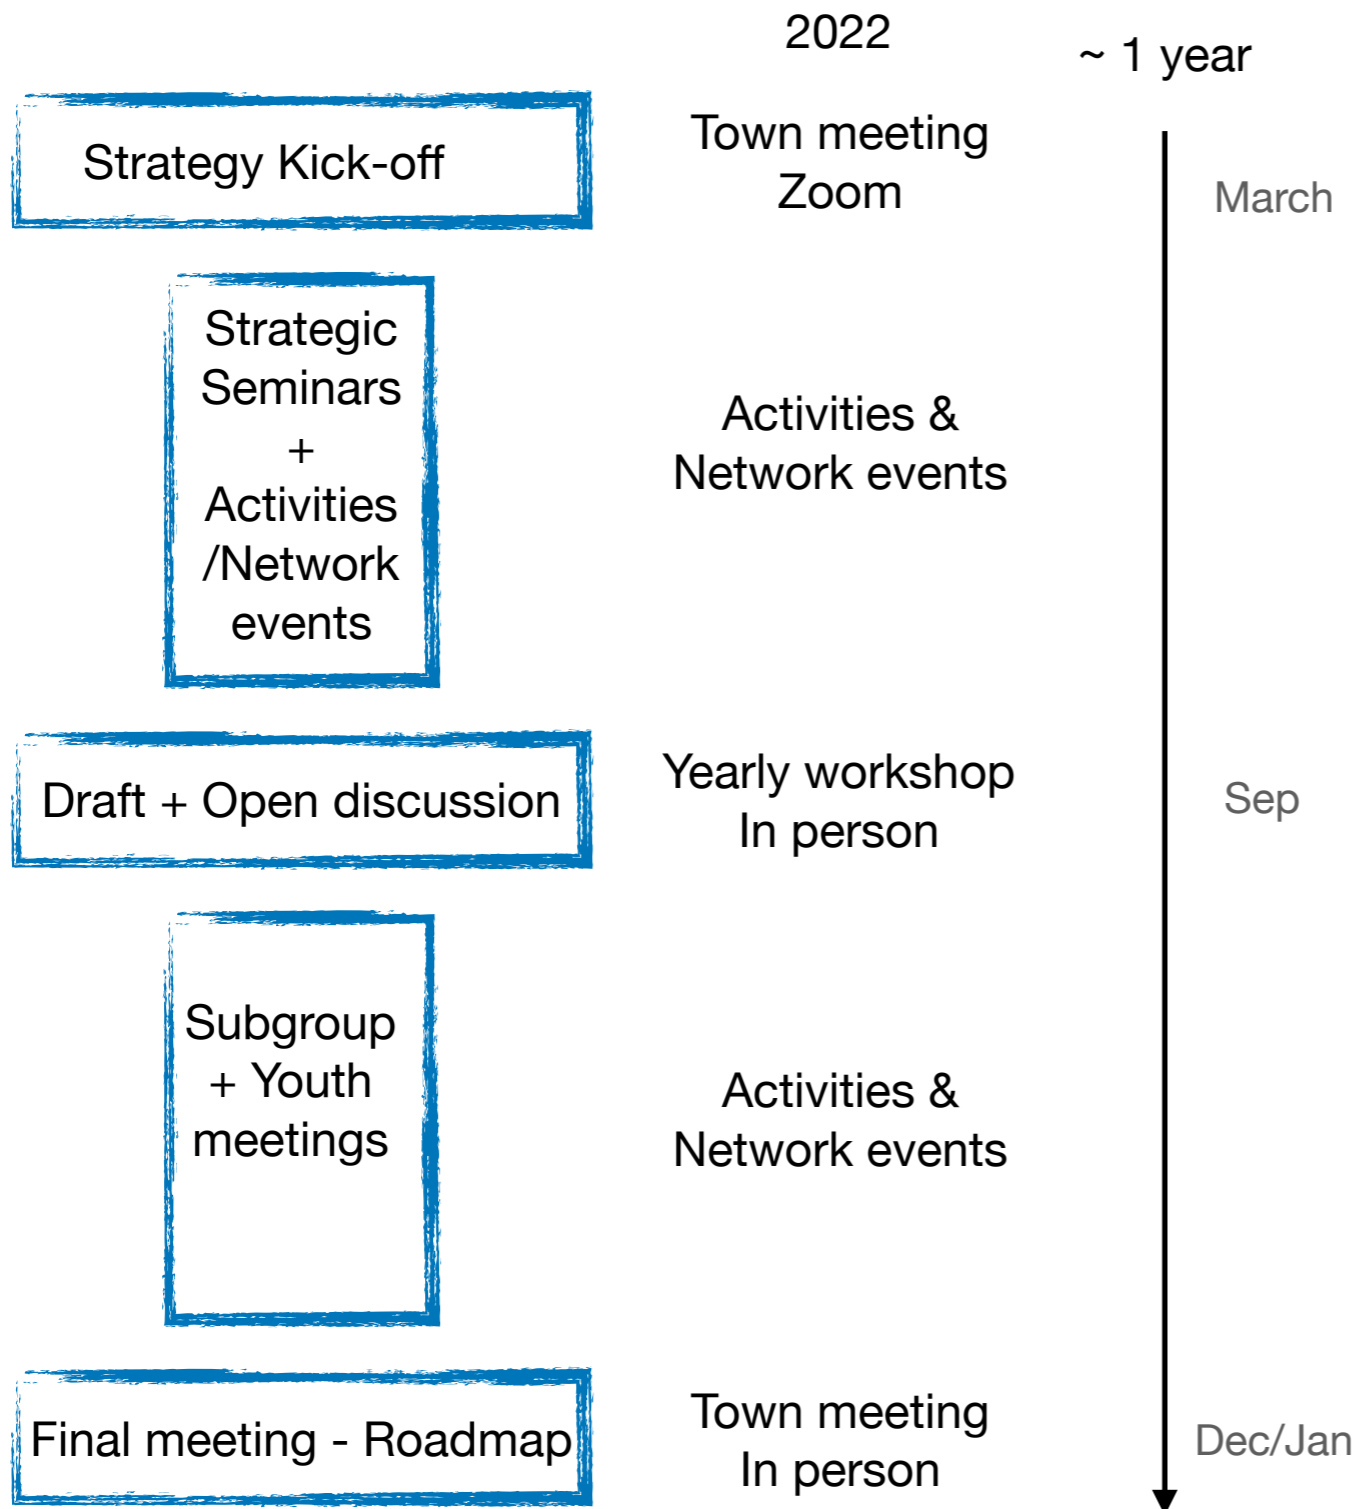 2022
~ 1 year
Strategy Kick-off
Town meeting
Zoom
March
Strategic
Seminars
+
Activities
/Network
events
Activities &
Network events
Draft + Open discussion
Yearly workshop
In person
Sep
Subgroup
+ Youth
meetings
Activities &
Network events
Final meeting - Roadmap
Town meeting
In person
Dec/Jan